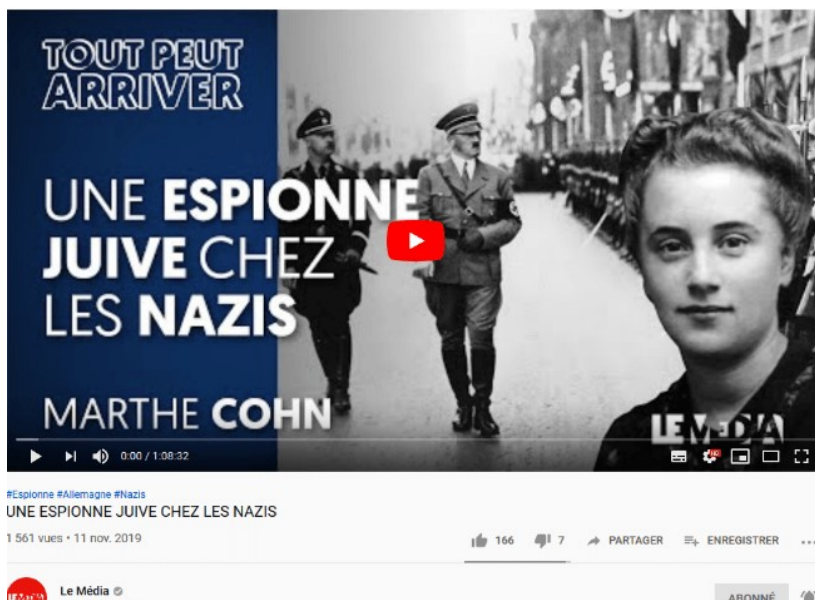 TOUT PEUT
ARRIVER
UNE ESPIONNE
JUIVE CHEZ
LES NAZIS
MARTHE COHN
LE MEDIA
0:00 / 1:08:32
HD
#Espionne #Allemagne #Nazis
UNE ESPIONNE JUIVE CHEZ LES NAZIS
1 561 vues • 11 nov. 2019
166 7 PARTAGER ENREGISTRER
Le Média
ABONNÉ